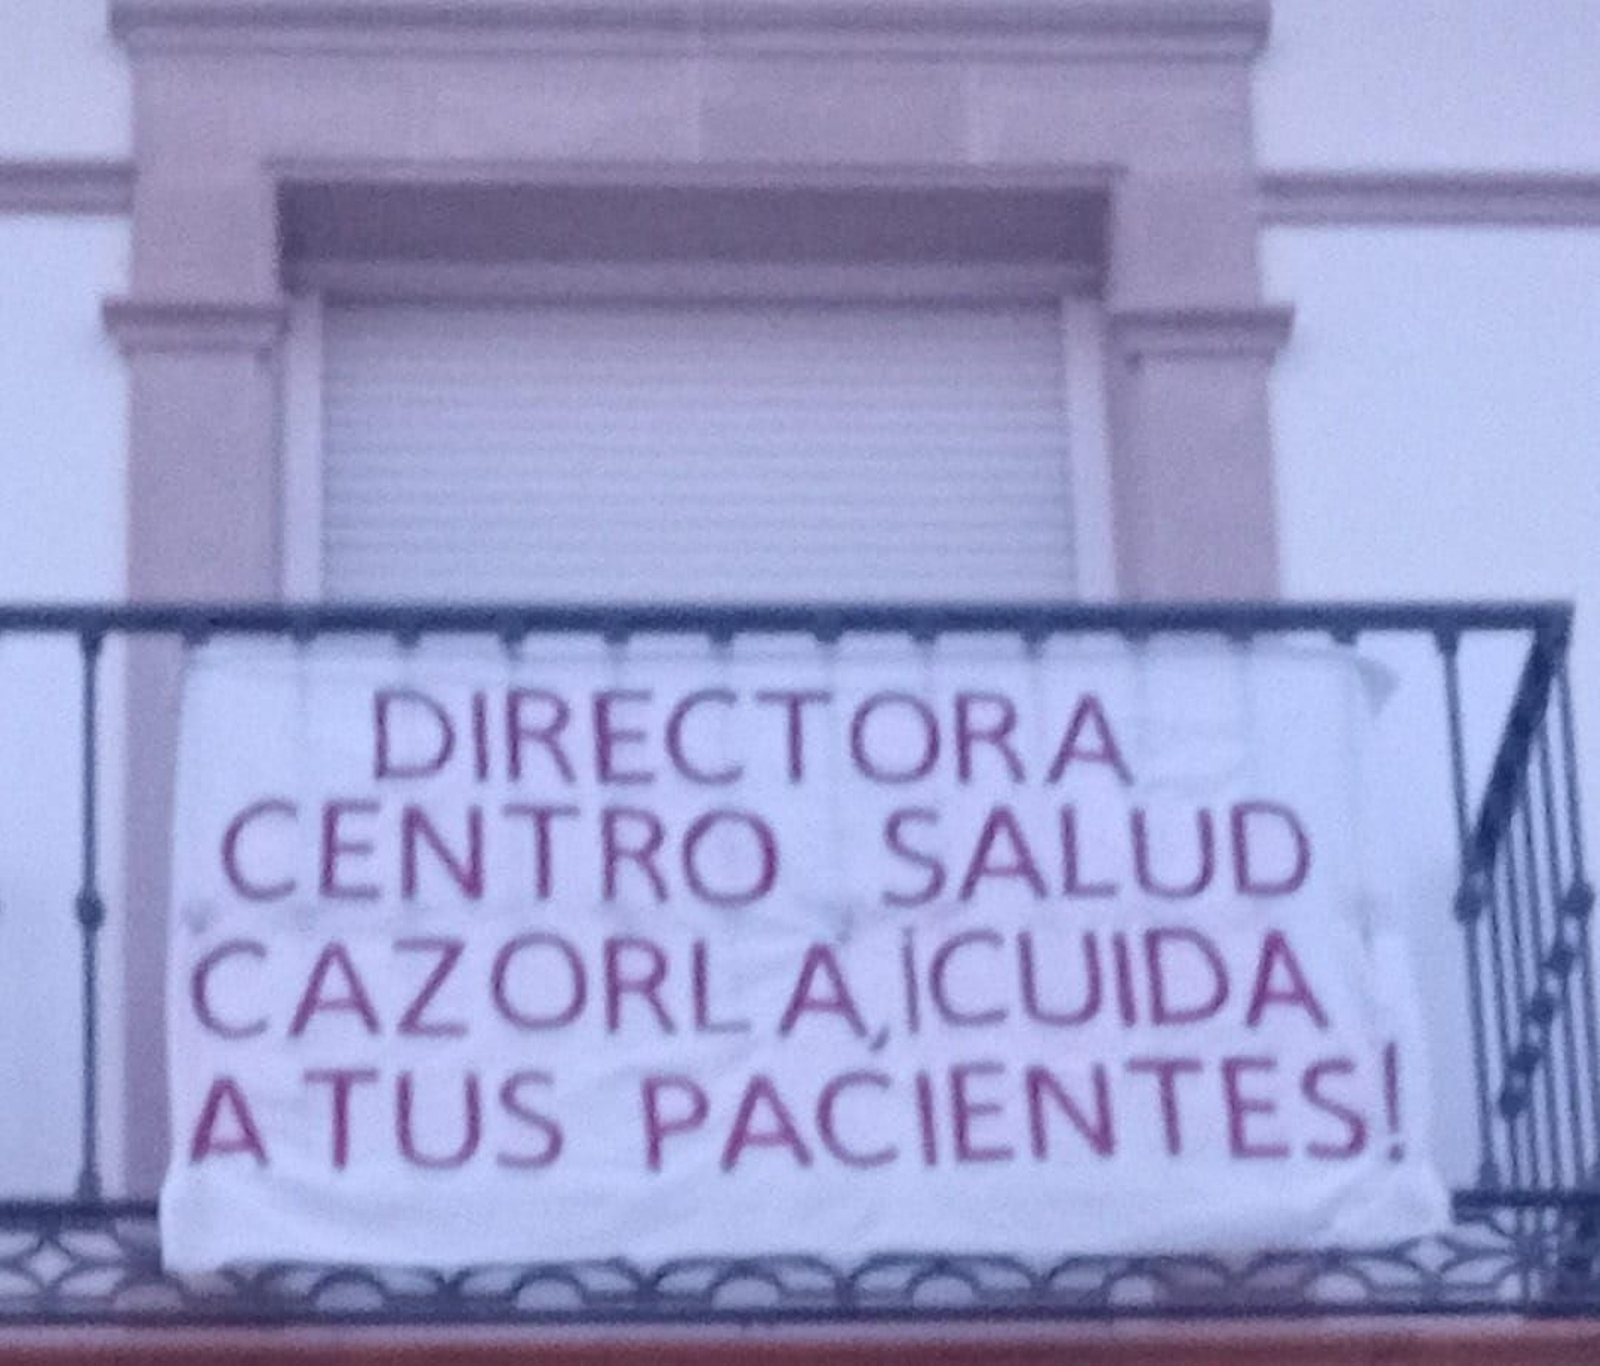 DIRECTORA
CENTRO SALUD
CAZORLA, ¡CUIDA
A TUS PACIENTES!